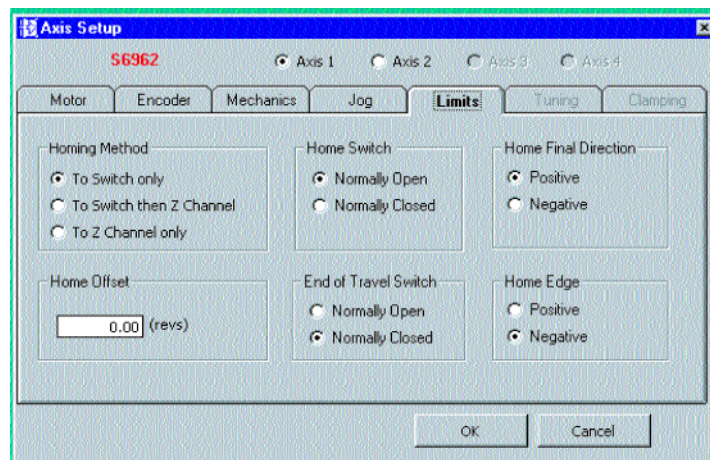 Axis Setup
S6962 Axis 1 Axis 2 Axis 3 Axis 4
Motor Encoder Mechanics Jog Limits Tuning Clamping
Homing Method
To Switch only
To Switch then Z Channel
To Z Channel only
Home Switch
Normally Open
Normally Closed
Home Final Direction
Positive
Negative
Home Offset
0.00 (revs)
End of Travel Switch
Normally Open
Normally Closed
Home Edge
Positive
Negative
OK Cancel